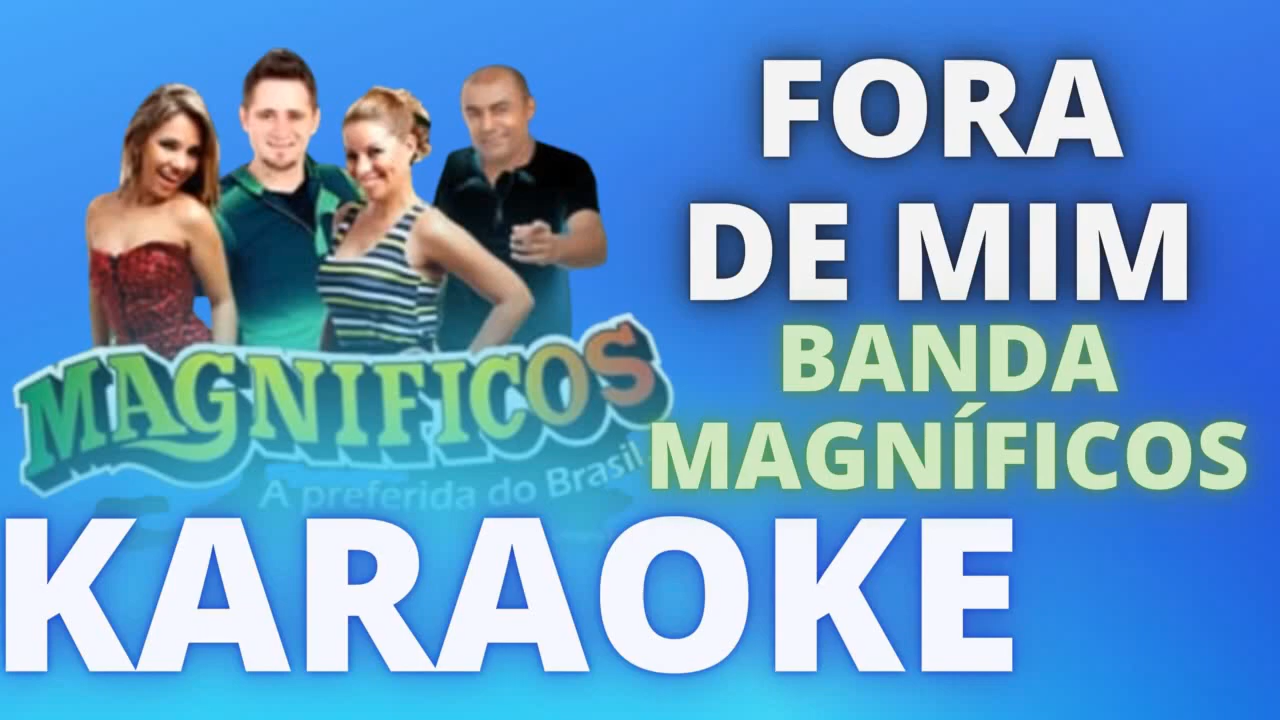 FORA
DE MIM
BANDA
MAGNÍFICOS
MAGNIFICOS
A preferida do Brasil
KARAOKE